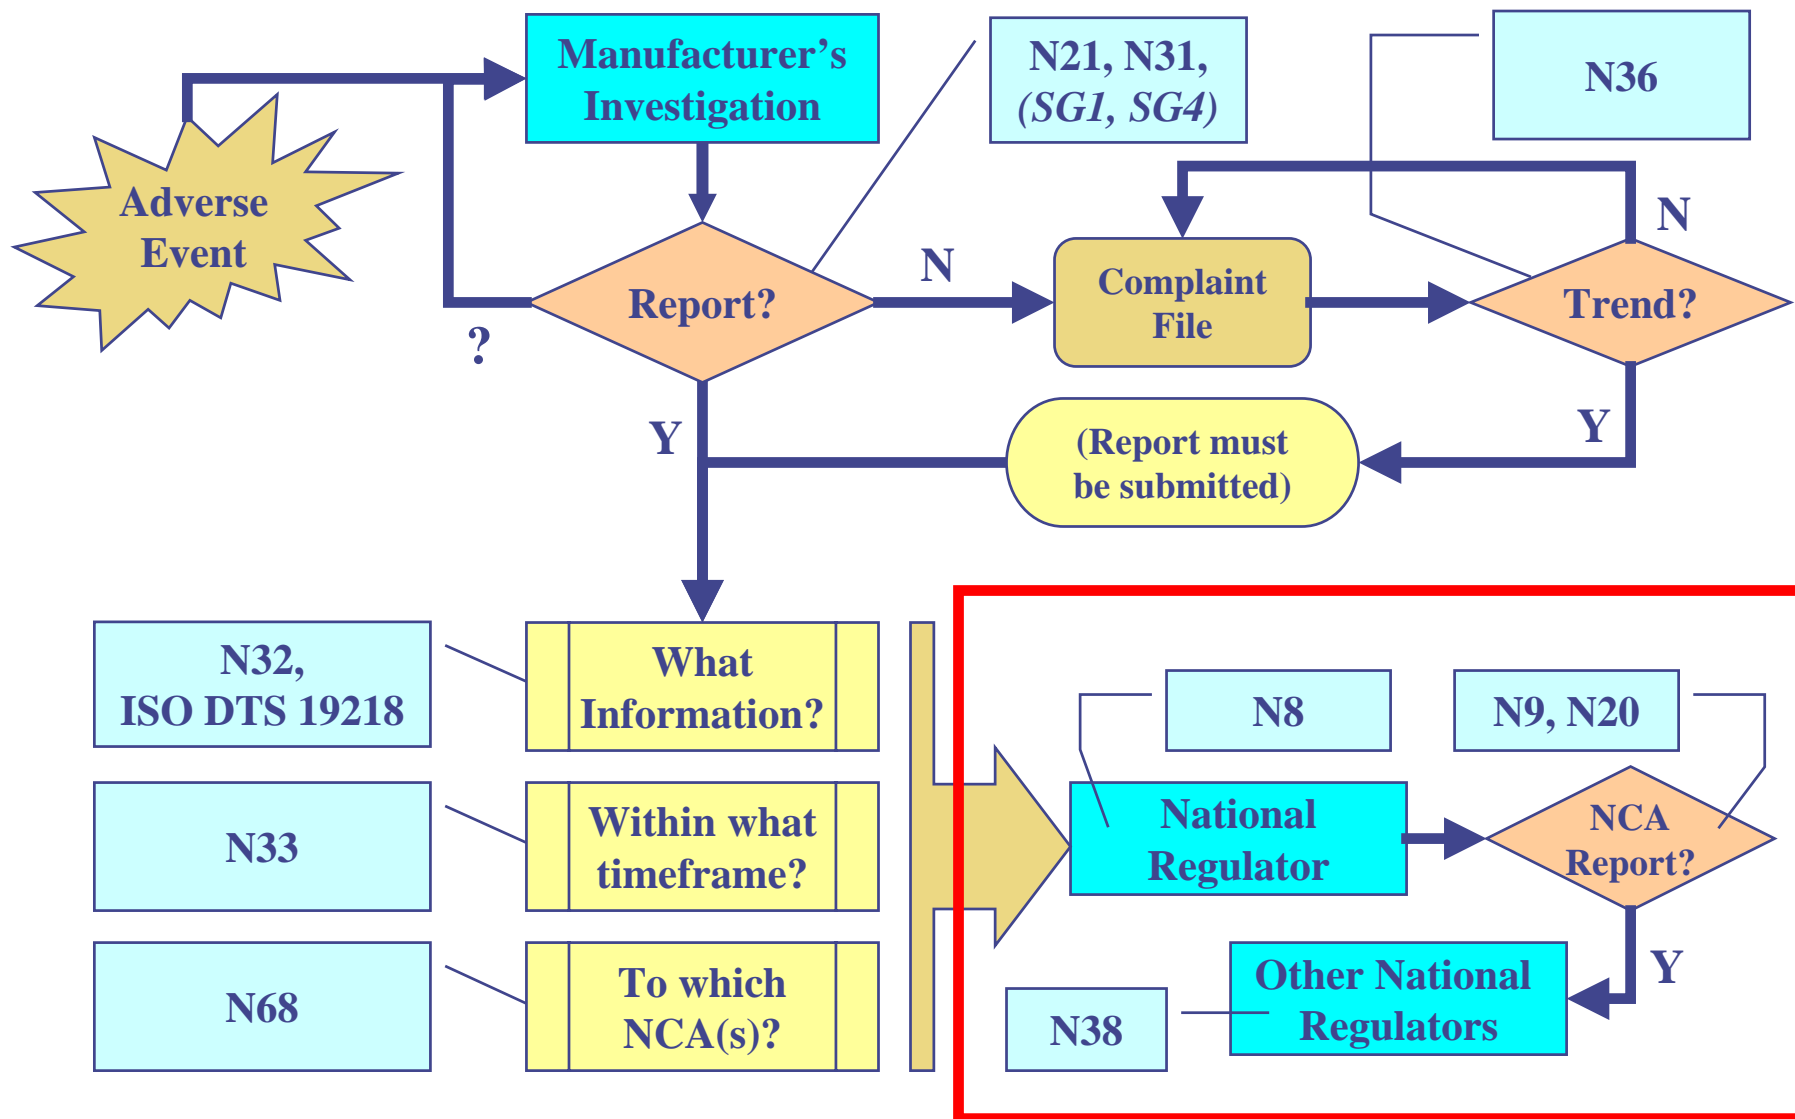 Manufacturer's
Investigation
N21, N31,
(SG1, SG4)
N36
Adverse
Event
Report?
?
N
Complaint
File
Trend?
N
Y
Y
(Report must
be submitted)
N32,
ISO DTS 19218
What
Information?
N33
Within what
timeframe?
N68
To which
NCA(s)?
N8
N9, N20
National
Regulator
NCA
Report?
Y
Other National
Regulators
N38